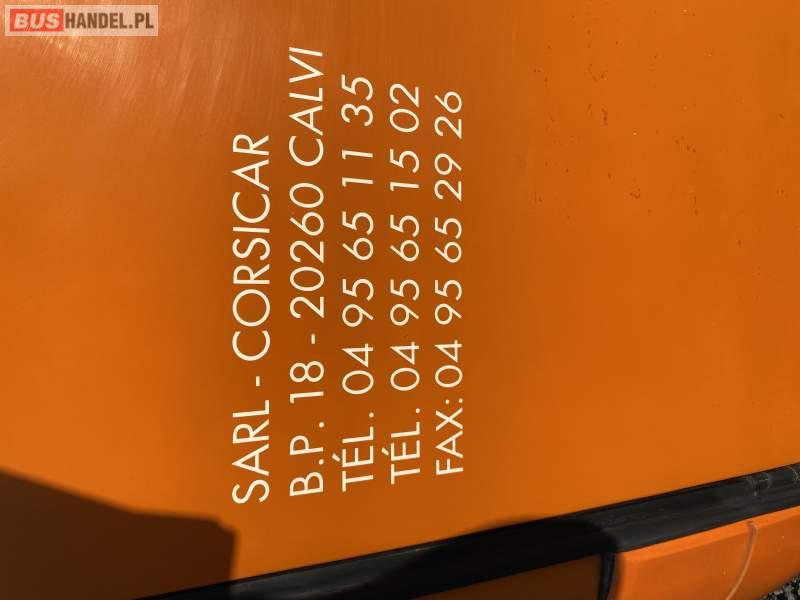 BUSHANDEL.PL
SARL - CORSICAR
B.P. 18 - 20260 CALVI
TÉL. 04 95 65 11 35
TÉL. 04 95 65 15 02
FAX: 04 95 65 29 26